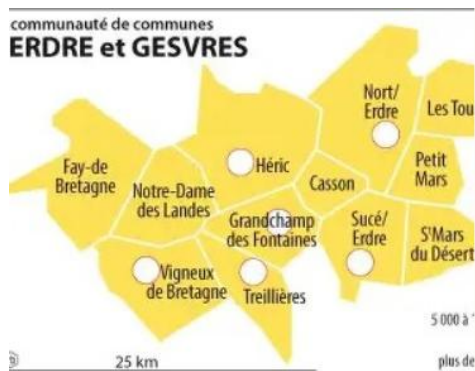 communauté de communes
ERDRE et GESVRES
Nort/
Erdre
Les Tou
Fay-de
Bretagne
Héric
Petit
Mars
Notre-Dame
des Landes
Casson
Grandchamp
des Fontaines
Sucé/
Erdre
St Mars
du Désert
Vigneux
de Bretagne
Treillières
5 000 à
25 km
plus de